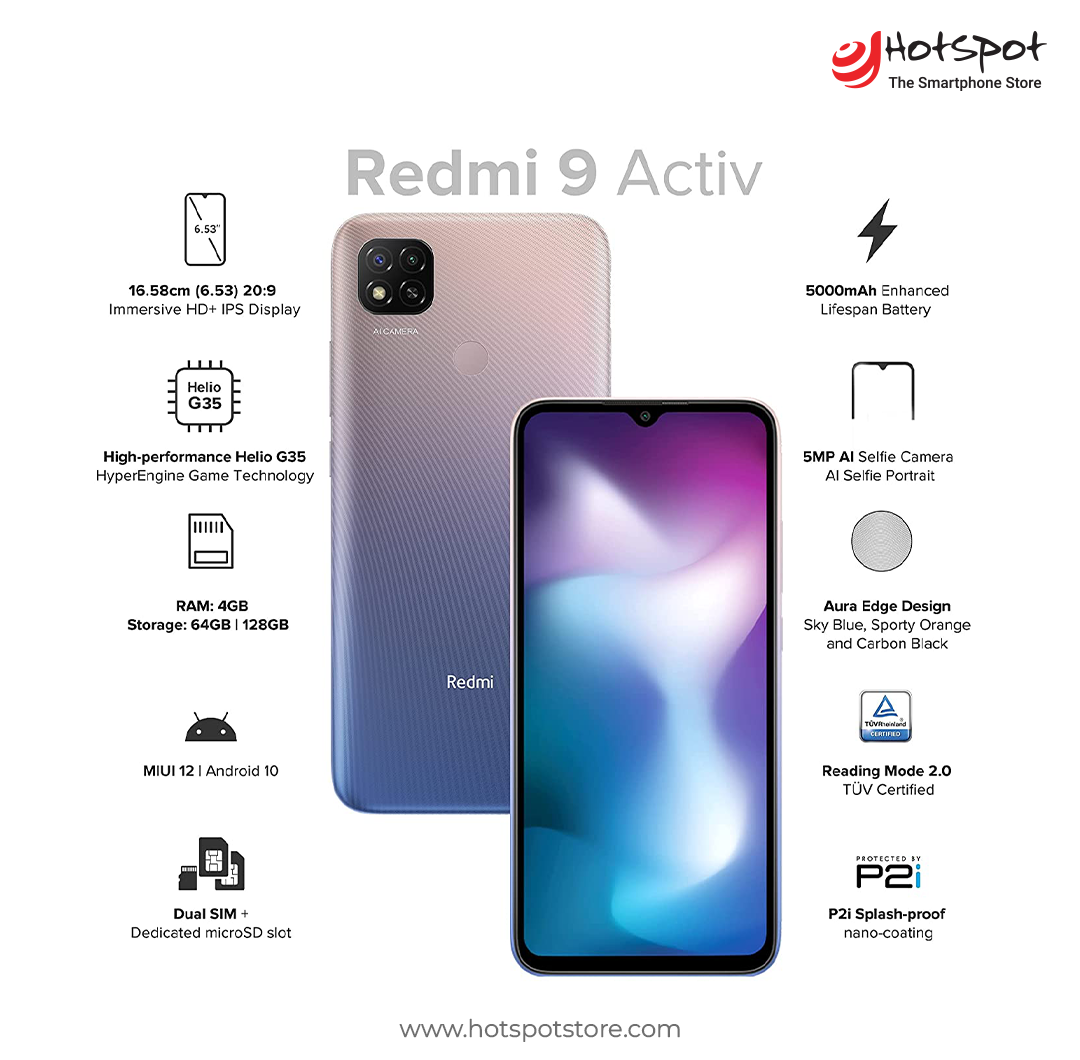 HOTSPOT
The Smartphone Store
Redmi 9 Activ
6.53"
16.58cm (6.53) 20:9
Immersive HD+ IPS Display
Helio
G35
High-performance Helio G35
HyperEngine Game Technology
RAM: 4GB
Storage: 64GB | 128GB
MIUI 12 | Android 10
Dual SIM +
Dedicated microSD slot
AI CAMERA
Redmi
5000mAh Enhanced
Lifespan Battery
5MP AI Selfie Camera
AI Selfie Portrait
Aura Edge Design
Sky Blue, Sporty Orange
and Carbon Black
TÜVRheinland®
CERTIFIED
Reading Mode 2.0
TÜV Certified
PROTECTED BY
P2i
P2i Splash-proof
nano-coating
www.hotspotstore.com